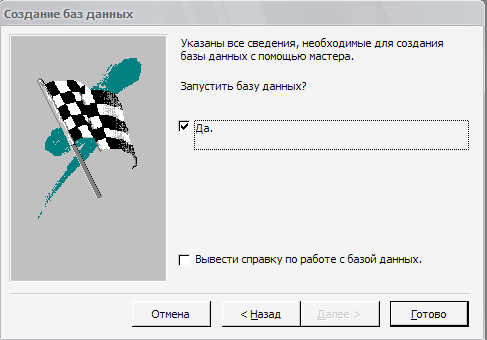 Создание баз данных
Указаны все сведения, необходимые для создания
базы данных с помощью мастера.
Запустить базу данных?
Да.
Вывести справку по работе с базой данных.
Отмена
< Назад
Далее >
Готово